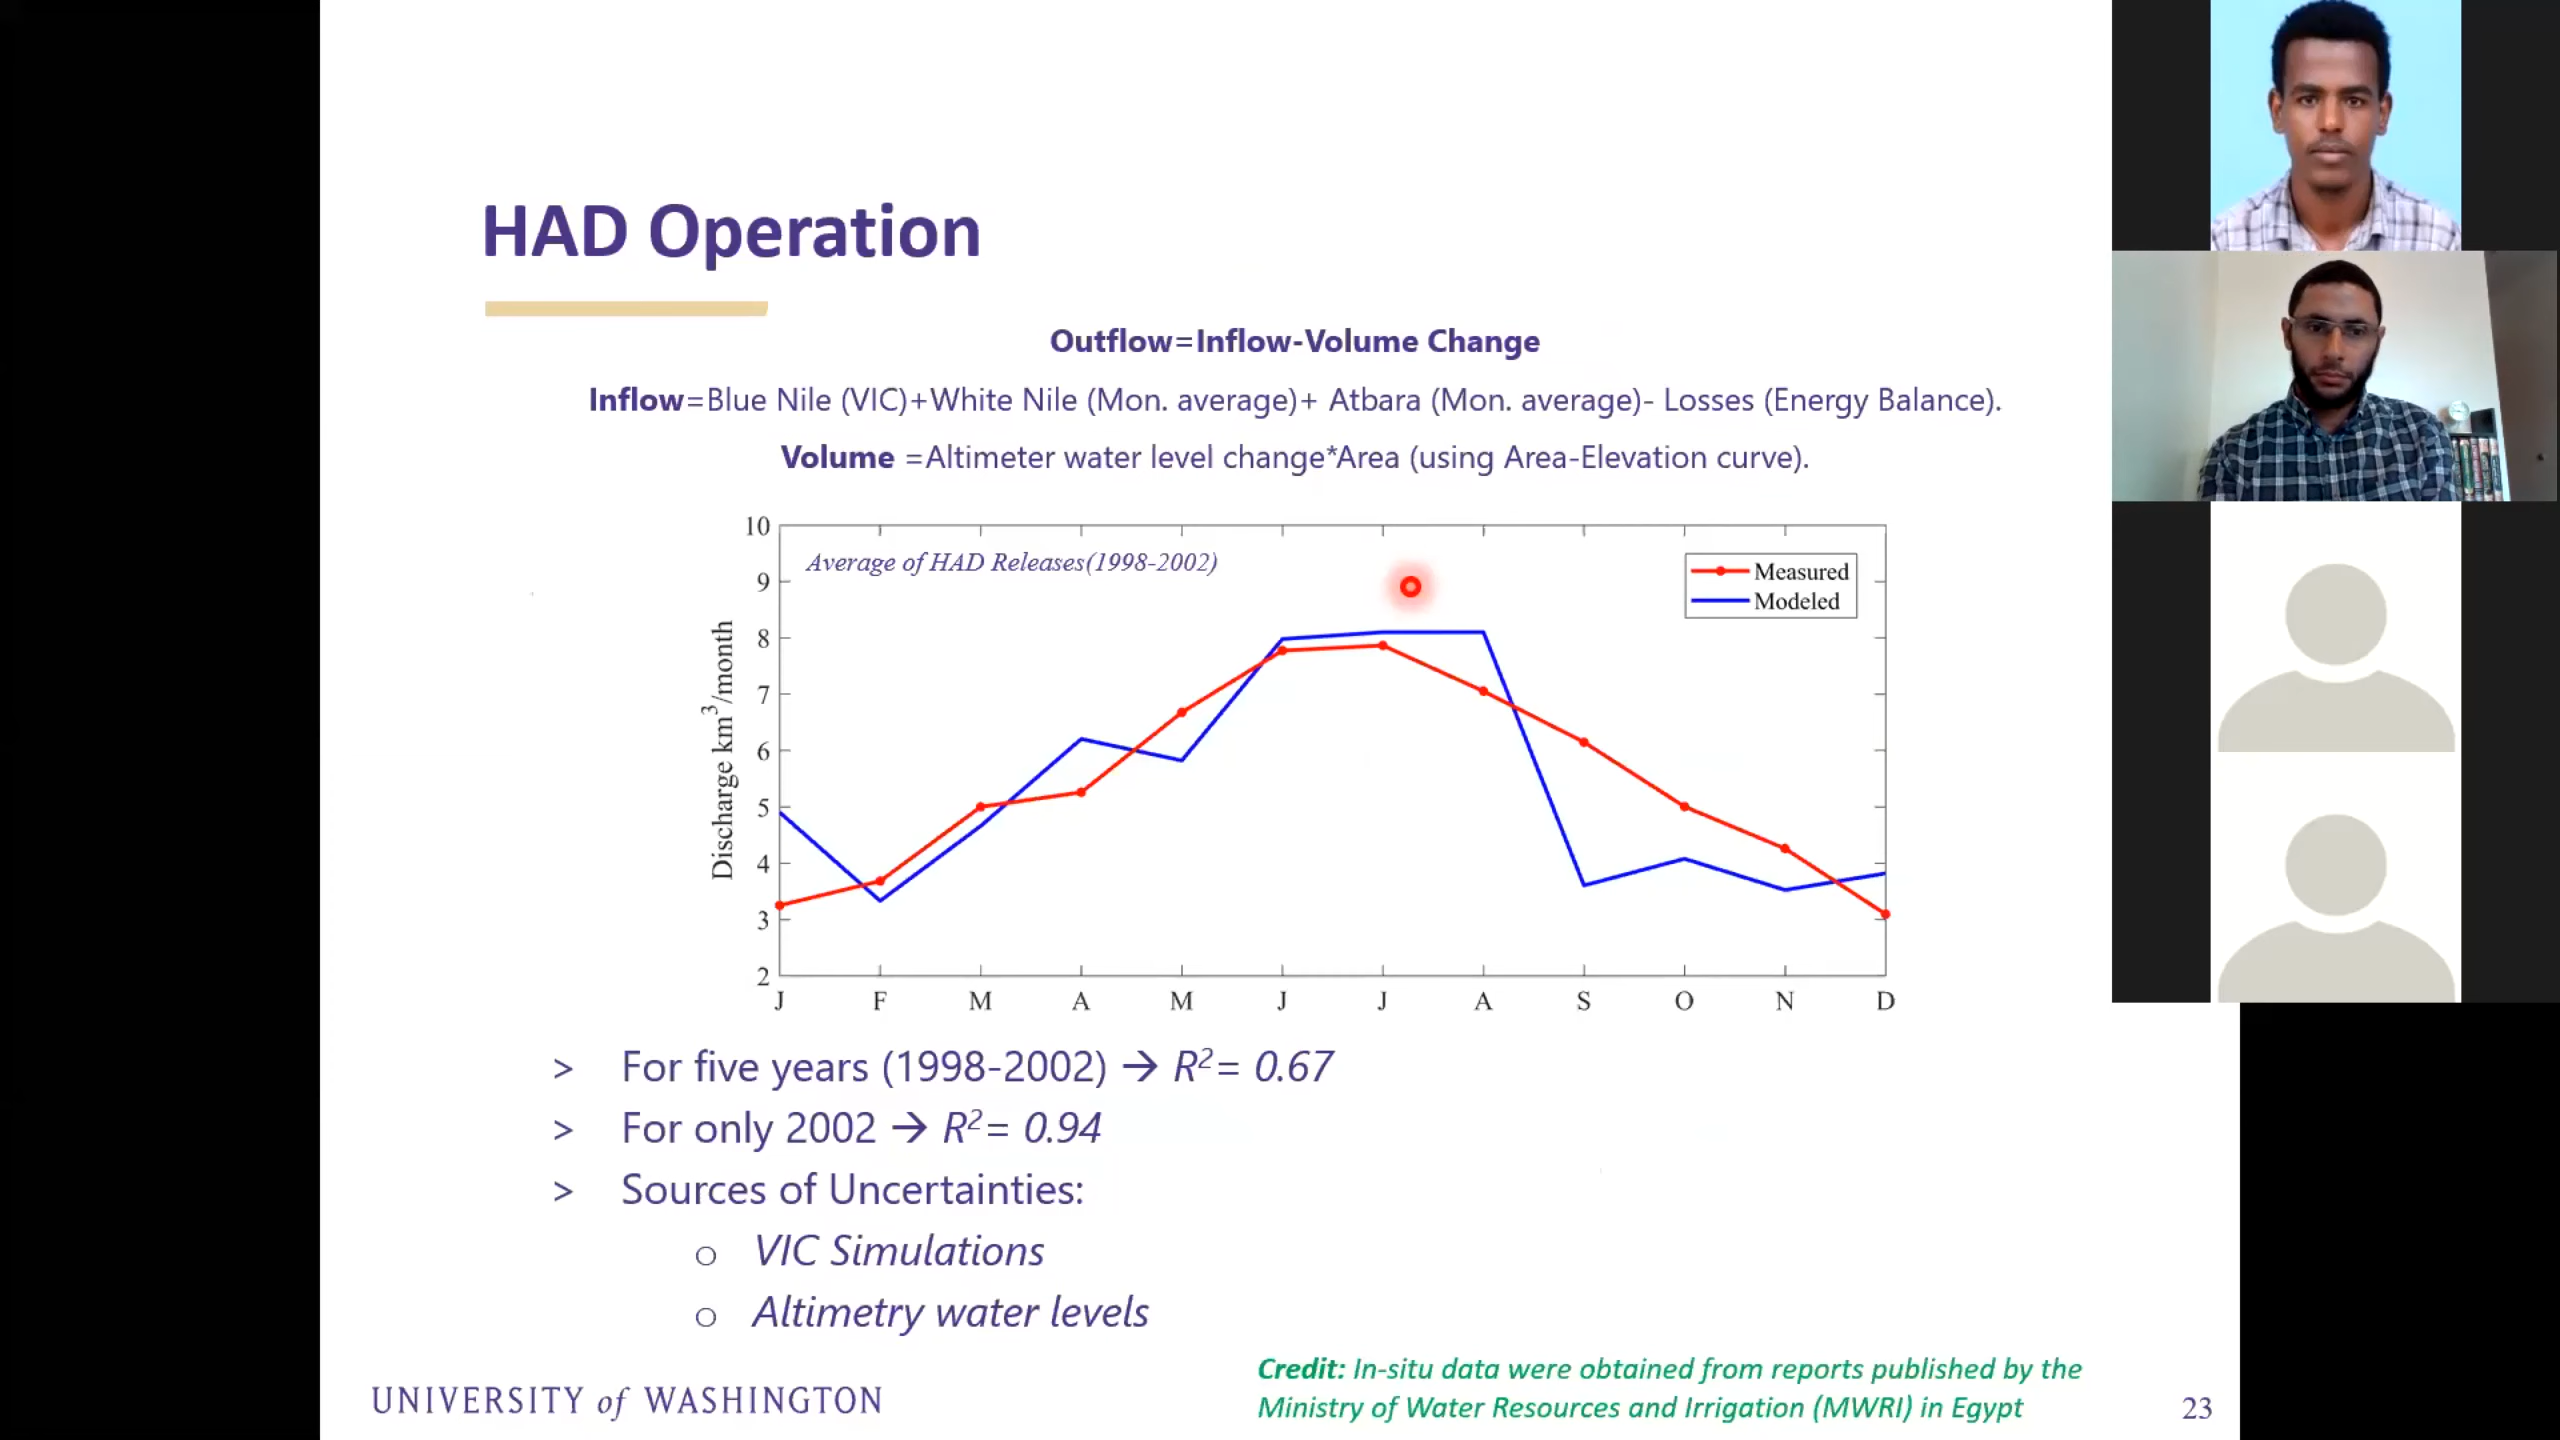 HAD Operation
Outflow=Inflow-Volume Change
Inflow=Blue Nile (VIC)+White Nile (Mon. average)+ Atbara (Mon. average)- Losses (Energy Balance).
Volume =Altimeter water level change*Area (using Area-Elevation curve).
Average of HAD Releases(1998-2002)
Measured
Modeled
Discharge km³/month
10
9
8
7
6
5
4
3
2
J F M A M J J A S O N D
> For five years (1998-2002) → R²= 0.67
> For only 2002 → R²= 0.94
> Sources of Uncertainties:
o VIC Simulations
o Altimetry water levels
Credit: In-situ data were obtained from reports published by the
Ministry of Water Resources and Irrigation (MWRI) in Egypt
UNIVERSITY of WASHINGTON
23